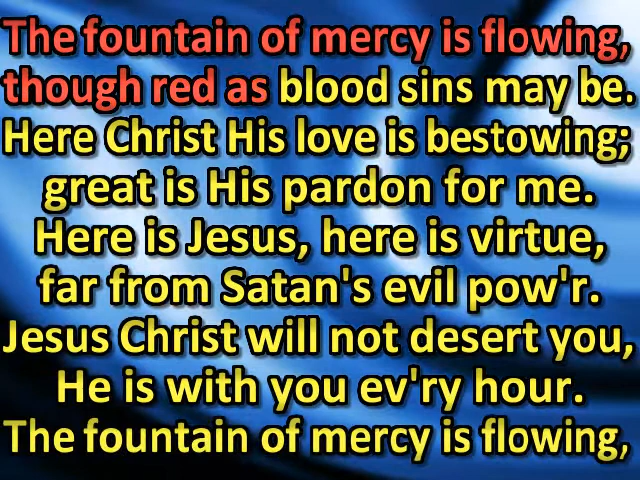 The fountain of mercy is flowing,
though red as blood sins may be.
Here Christ His love is bestowing;
great is His pardon for me.
Here is Jesus, here is virtue,
far from Satan's evil pow'r.
Jesus Christ will not desert you,
He is with you ev'ry hour.
The fountain of mercy is flowing,